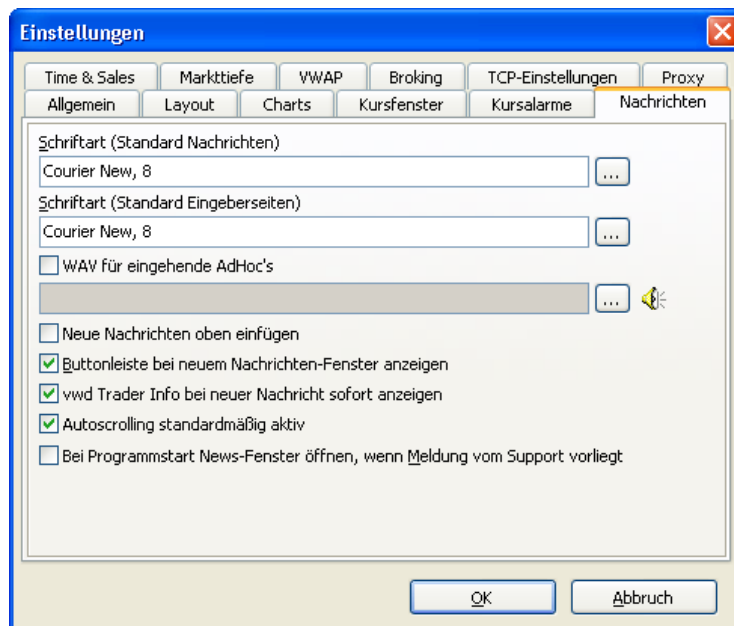 Einstellungen
Time & Sales Markttiefe VWAP Broking TCP-Einstellungen Proxy
Allgemein Layout Charts Kursfenster Kursalarme Nachrichten
Schriftart (Standard Nachrichten)
Courier New, 8
...
Schriftart (Standard Eingeberseiten)
Courier New, 8
...
WAV für eingehende AdHoc's
...
Neue Nachrichten oben einfügen
Buttonleiste bei neuem Nachrichten-Fenster anzeigen
vwd Trader Info bei neuer Nachricht sofort anzeigen
Autoscrolling standardmäßig aktiv
Bei Programmstart News-Fenster öffnen, wenn Meldung vom Support vorliegt
OK Abbruch